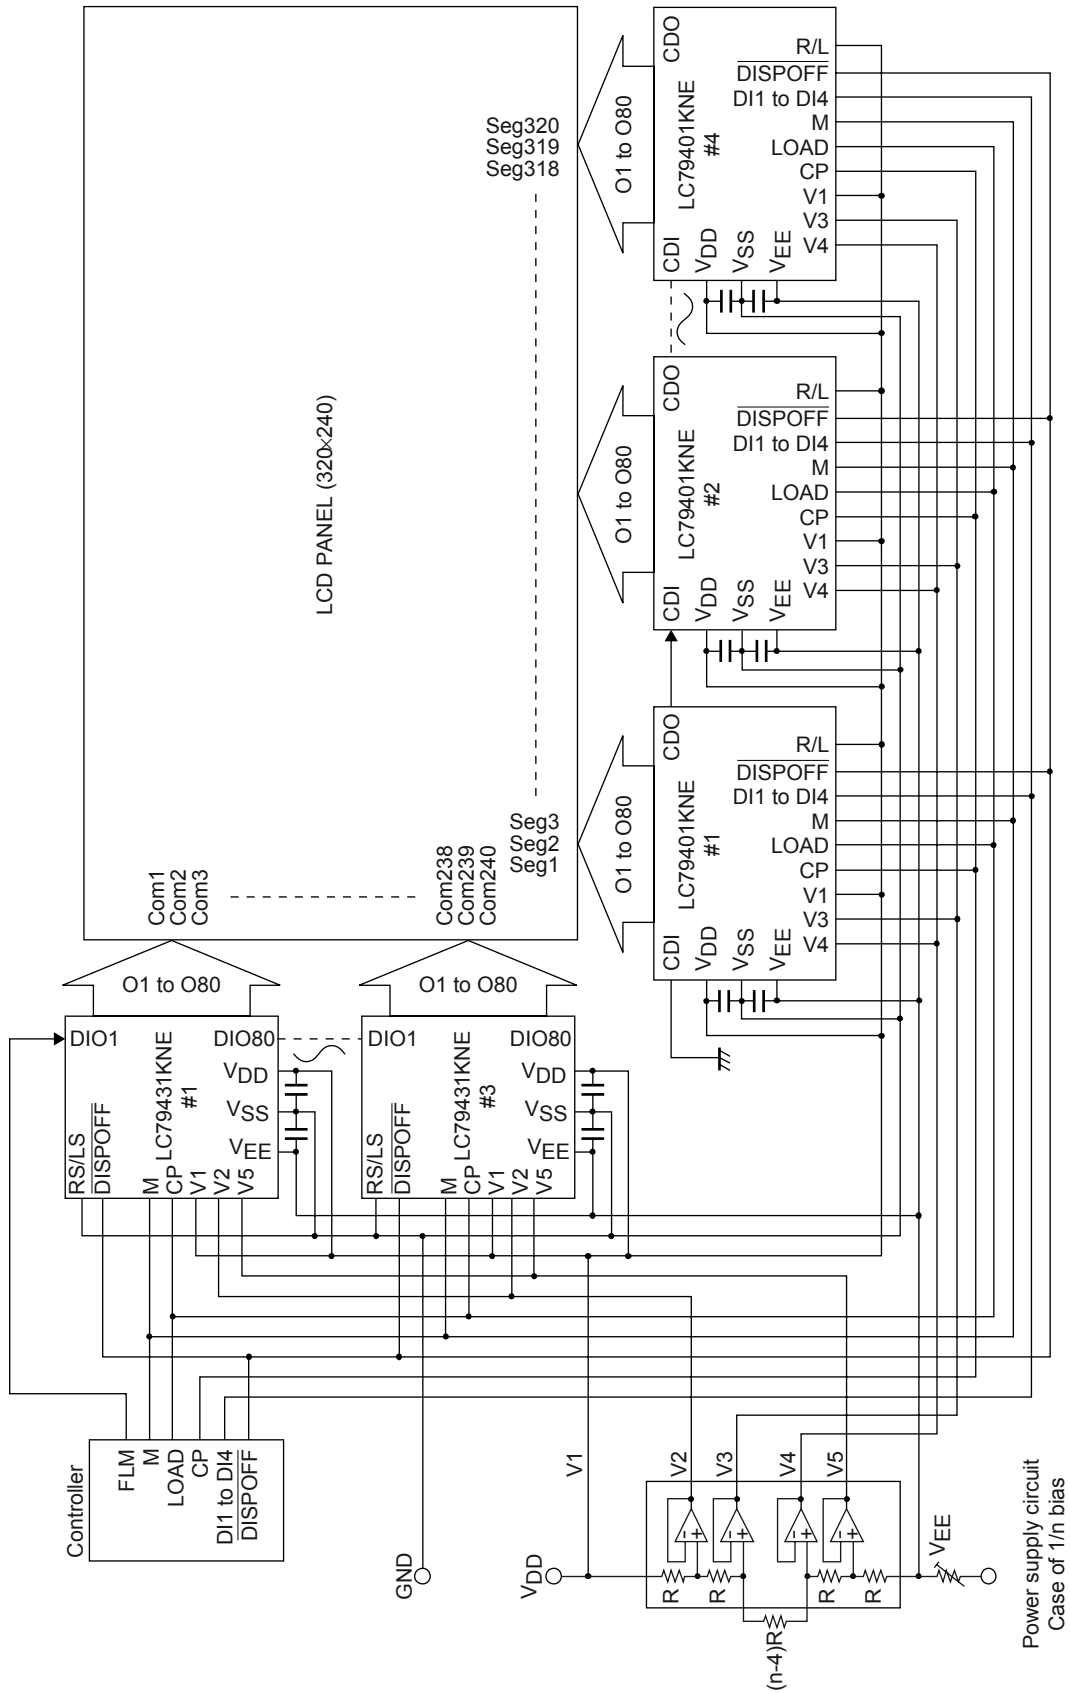 LCD PANEL (320×240)
Seg320
Seg319
Seg318
Seg3
Seg2
Seg1
Com1
Com2
Com3
Com238
Com239
Com240
O1 to O80
CDO
LC79401KNE
#4
CDI
VDD
VSS
VEE
R/L
DISPOFF
DI1 to DI4
M
LOAD
CP
V1
V3
V4
O1 to O80
CDO
LC79401KNE
#2
CDI
VDD
VSS
VEE
R/L
DISPOFF
DI1 to DI4
M
LOAD
CP
V1
V3
V4
O1 to O80
CDO
LC79401KNE
#1
CDI
VDD
VSS
VEE
R/L
DISPOFF
DI1 to DI4
M
LOAD
CP
V1
V3
V4
O1 to O80
DIO1
LC79431KNE
#1
DIO80
VDD
VSS
VEE
RS/LS
DISPOFF
M
CP
V1
V2
V5
O1 to O80
DIO1
LC79431KNE
#3
DIO80
VDD
VSS
VEE
RS/LS
DISPOFF
M
CP
V1
V2
V5
Controller
FLM
M
LOAD
CP
DI1 to DI4
DISPOFF
GND
VDD
V1
V2
V3
V4
V5
- +
- +
- +
- +
R
R
(n-4)R
R
R
VEE
Power supply circuit
Case of 1/n bias